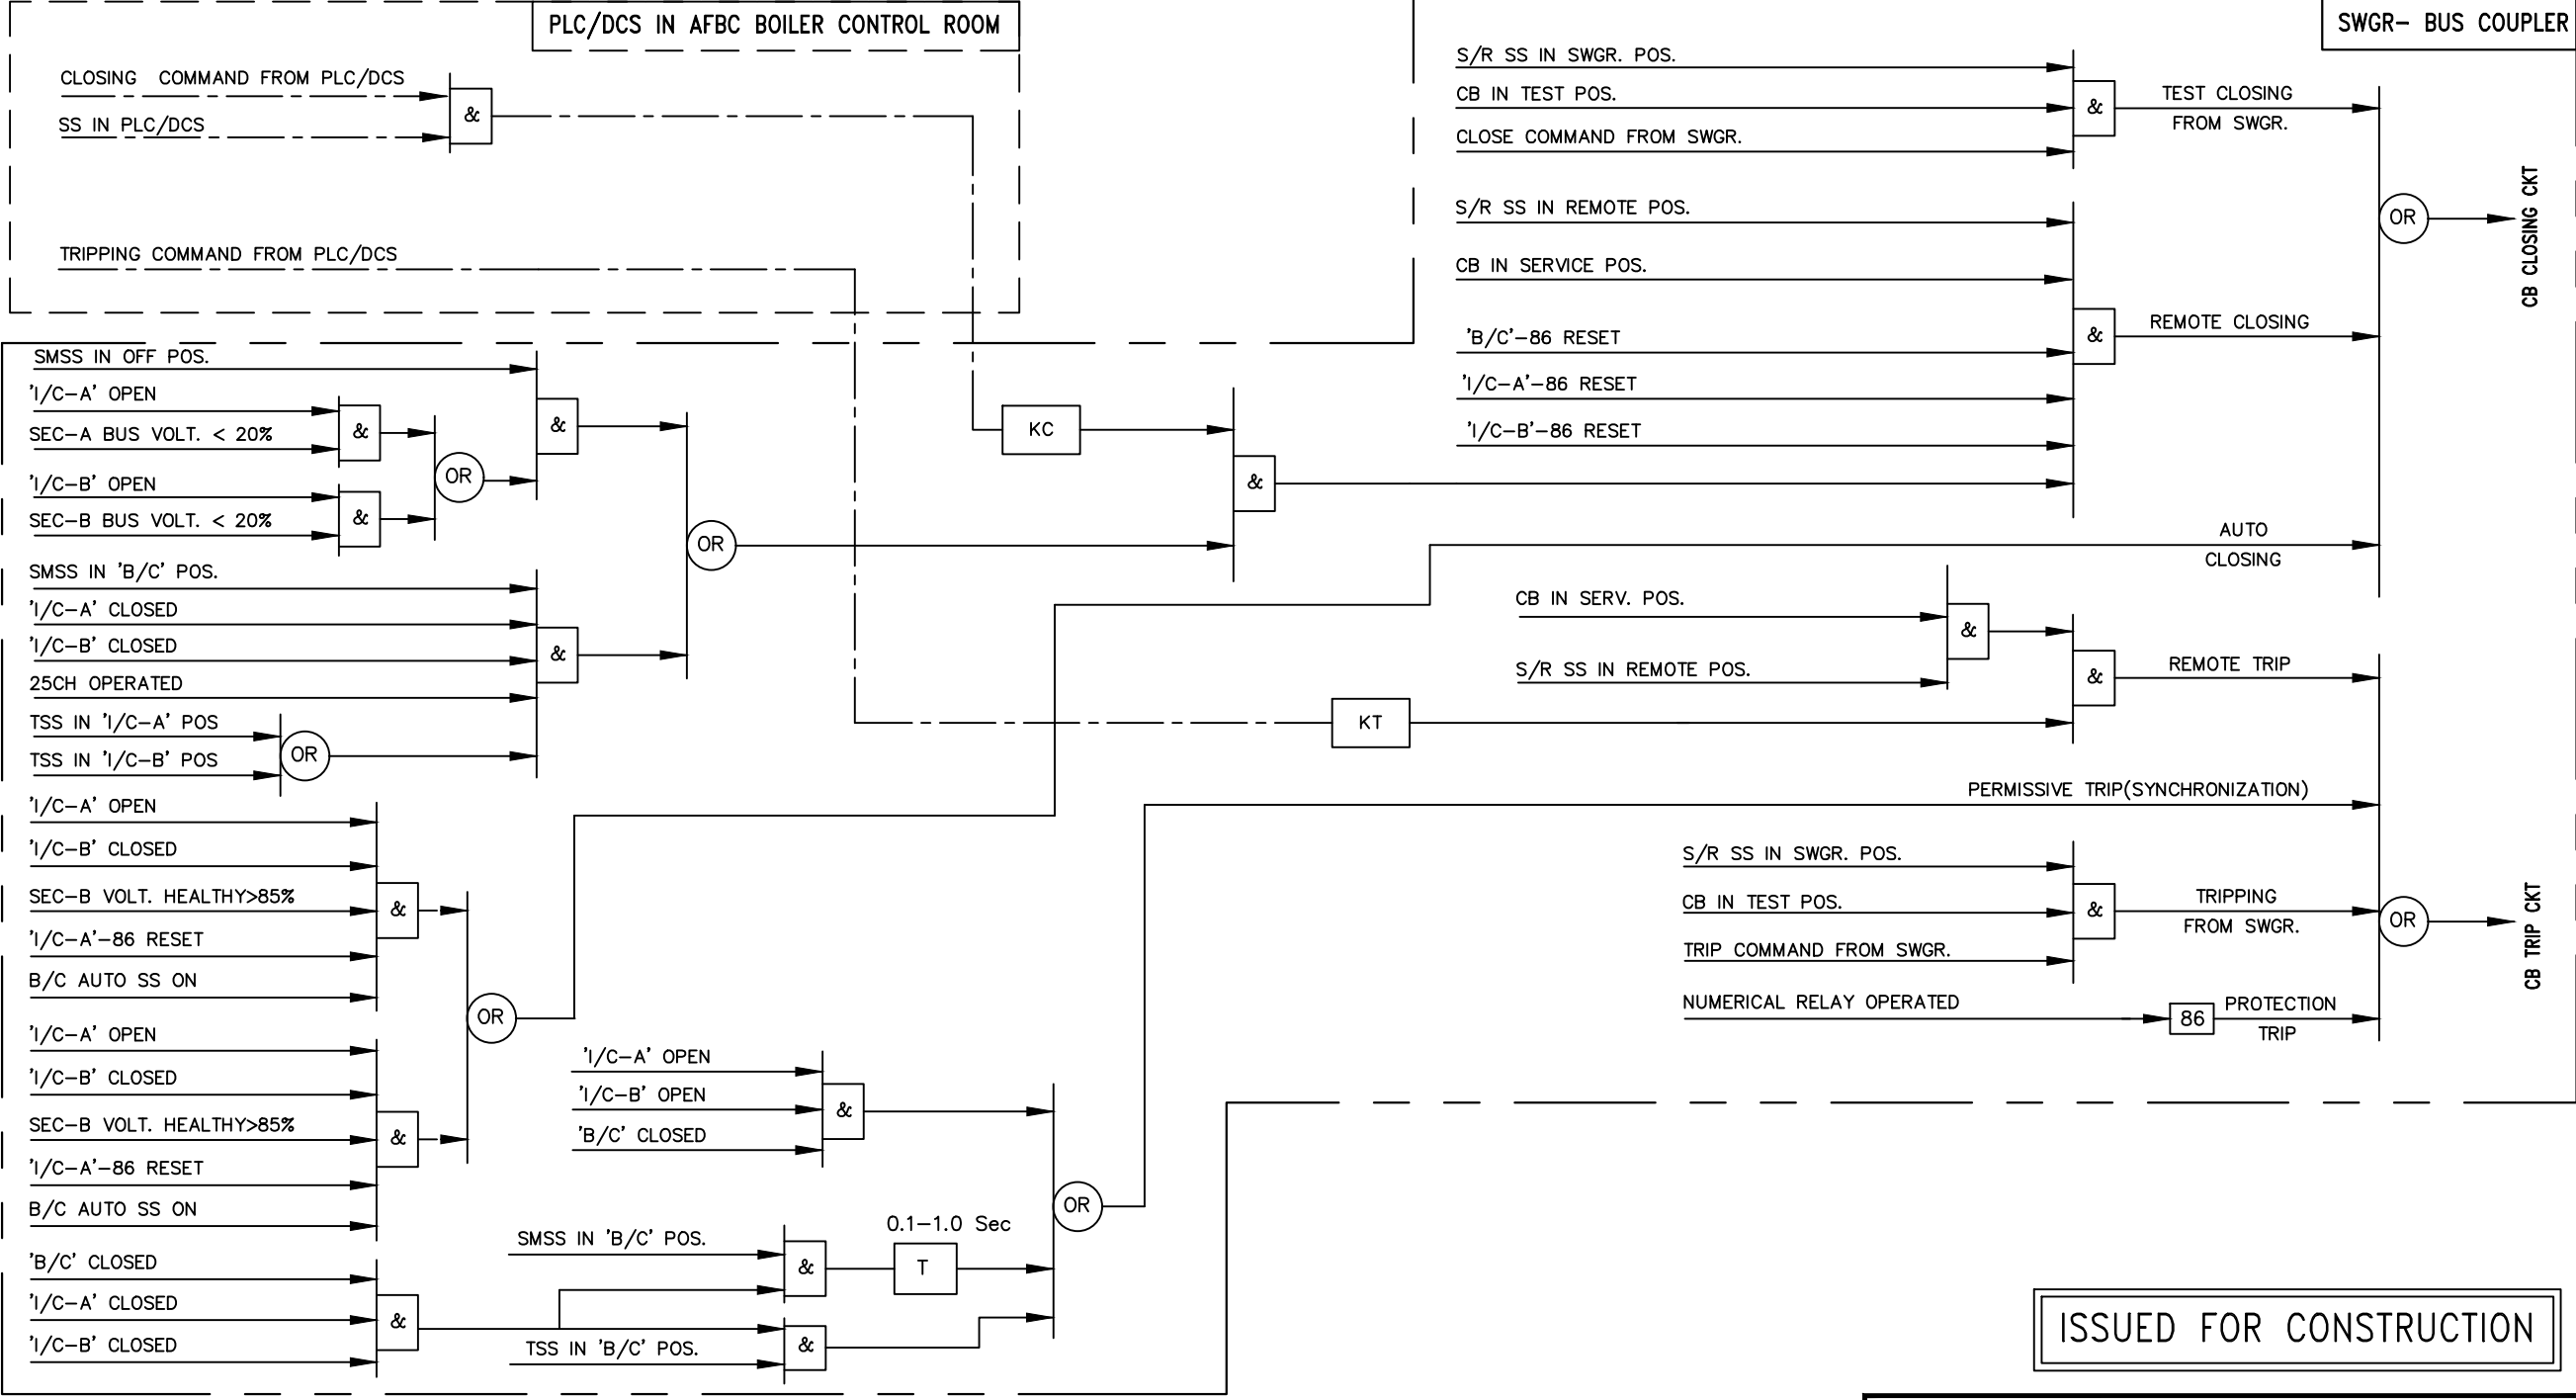 PLC/DCS IN AFBC BOILER CONTROL ROOM
CLOSING COMMAND FROM PLC/DCS
&
SS IN PLC/DCS
TRIPPING COMMAND FROM PLC/DCS
SWGR- BUS COUPLER
S/R SS IN SWGR. POS.
CB IN TEST POS.
&
TEST CLOSING
FROM SWGR.
CLOSE COMMAND FROM SWGR.
S/R SS IN REMOTE POS.
OR
CB CLOSING CKT
CB IN SERVICE POS.
'B/C'-86 RESET
&
REMOTE CLOSING
'I/C-A'-86 RESET
'I/C-B'-86 RESET
SMSS IN OFF POS.
'I/C-A' OPEN
SEC-A BUS VOLT. < 20%
&
&
OR
'I/C-B' OPEN
SEC-B BUS VOLT. < 20%
&
KC
&
OR
AUTO
CLOSING
SMSS IN 'B/C' POS.
'I/C-A' CLOSED
'I/C-B' CLOSED
&
25CH OPERATED
TSS IN 'I/C-A' POS
TSS IN 'I/C-B' POS
OR
CB IN SERV. POS.
&
S/R SS IN REMOTE POS.
&
REMOTE TRIP
KT
PERMISSIVE TRIP(SYNCHRONIZATION)
'I/C-A' OPEN
'I/C-B' CLOSED
SEC-B VOLT. HEALTHY>85%
&
'I/C-A'-86 RESET
B/C AUTO SS ON
OR
S/R SS IN SWGR. POS.
CB IN TEST POS.
&
TRIPPING
FROM SWGR.
OR
CB TRIP CKT
TRIP COMMAND FROM SWGR.
NUMERICAL RELAY OPERATED
86
PROTECTION
TRIP
'I/C-A' OPEN
'I/C-B' CLOSED
SEC-B VOLT. HEALTHY>85%
&
'I/C-A'-86 RESET
B/C AUTO SS ON
'I/C-A' OPEN
'I/C-B' OPEN
&
'B/C' CLOSED
OR
'B/C' CLOSED
'I/C-A' CLOSED
&
'I/C-B' CLOSED
SMSS IN 'B/C' POS.
&
0.1-1.0 Sec
T
TSS IN 'B/C' POS.
&
ISSUED FOR CONSTRUCTION